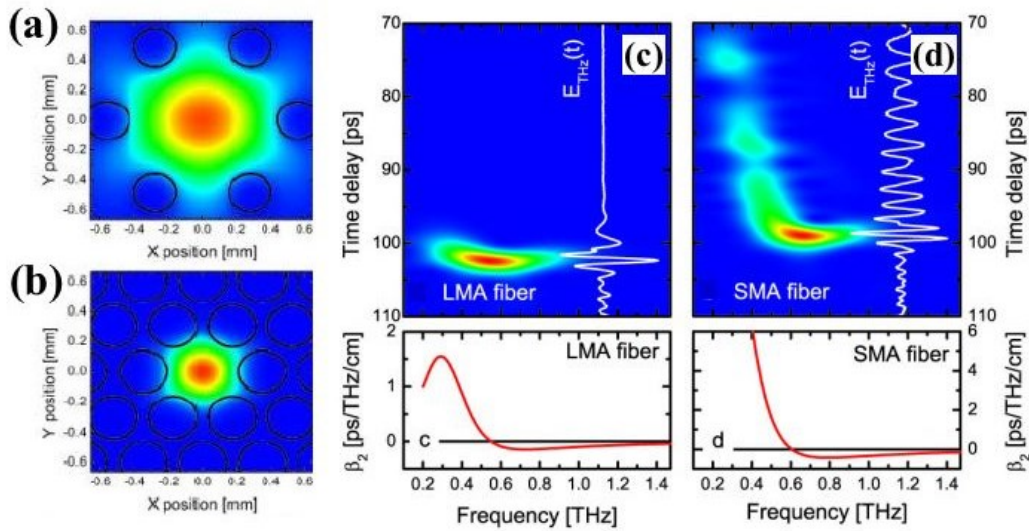 (a)
0.6
0.4
0.2
0.0
-0.2
-0.4
-0.6
Y position [mm]
-0.6 -0.4 -0.2 0.0 0.2 0.4 0.6
X position [mm]
(b)
0.6
0.4
0.2
0.0
-0.2
-0.4
-0.6
Y position [mm]
-0.6 -0.4 -0.2 0.0 0.2 0.4 0.6
X position [mm]
70
80
90
100
110
Time delay [ps]
E_THz(t)
(c)
LMA fiber
E_THz(t)
(d)
SMA fiber
70
80
90
100
110
Time delay [ps]
2
1
0
β₂ [ps/THz/cm]
LMA fiber
c
0.2 0.4 0.6 0.8 1.0 1.2 1.4
Frequency [THz]
SMA fiber
d
0.2 0.4 0.6 0.8 1.0 1.2 1.4
Frequency [THz]
6
4
2
0
β₂ [ps/THz/cm]